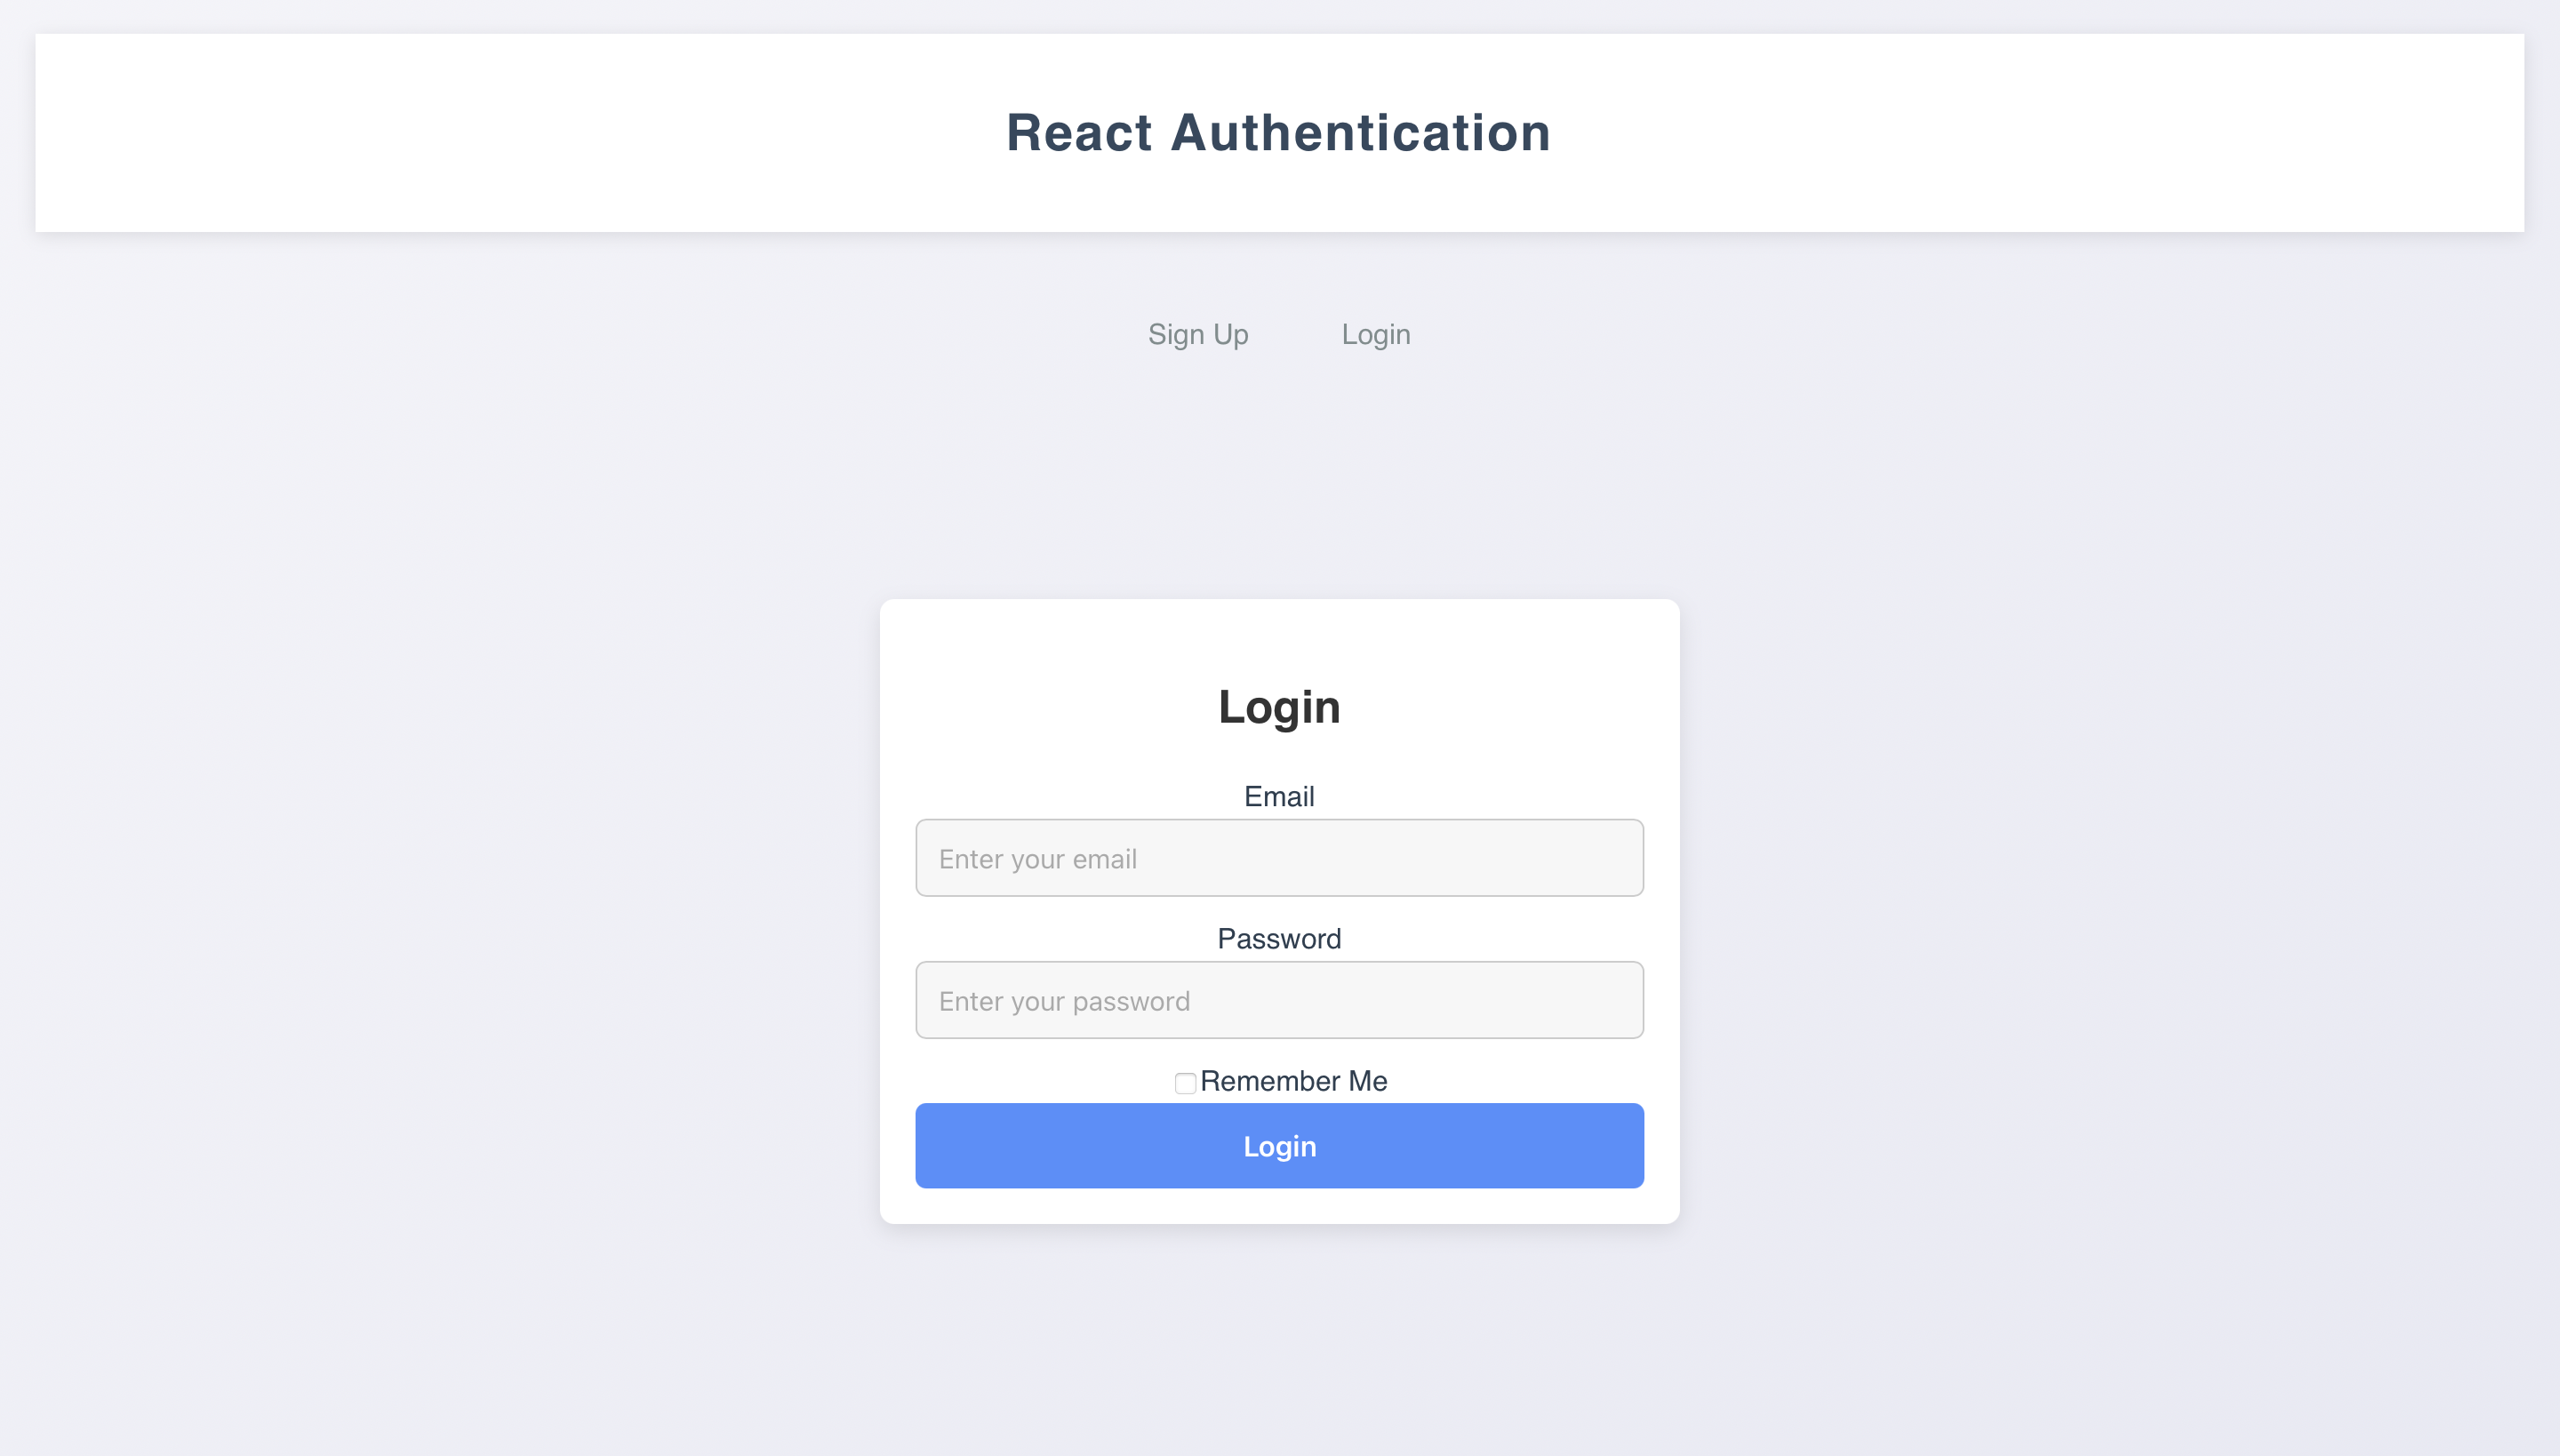 React Authentication
Sign Up Login
Login
Email
Enter your email
Password
Enter your password
Remember Me
Login